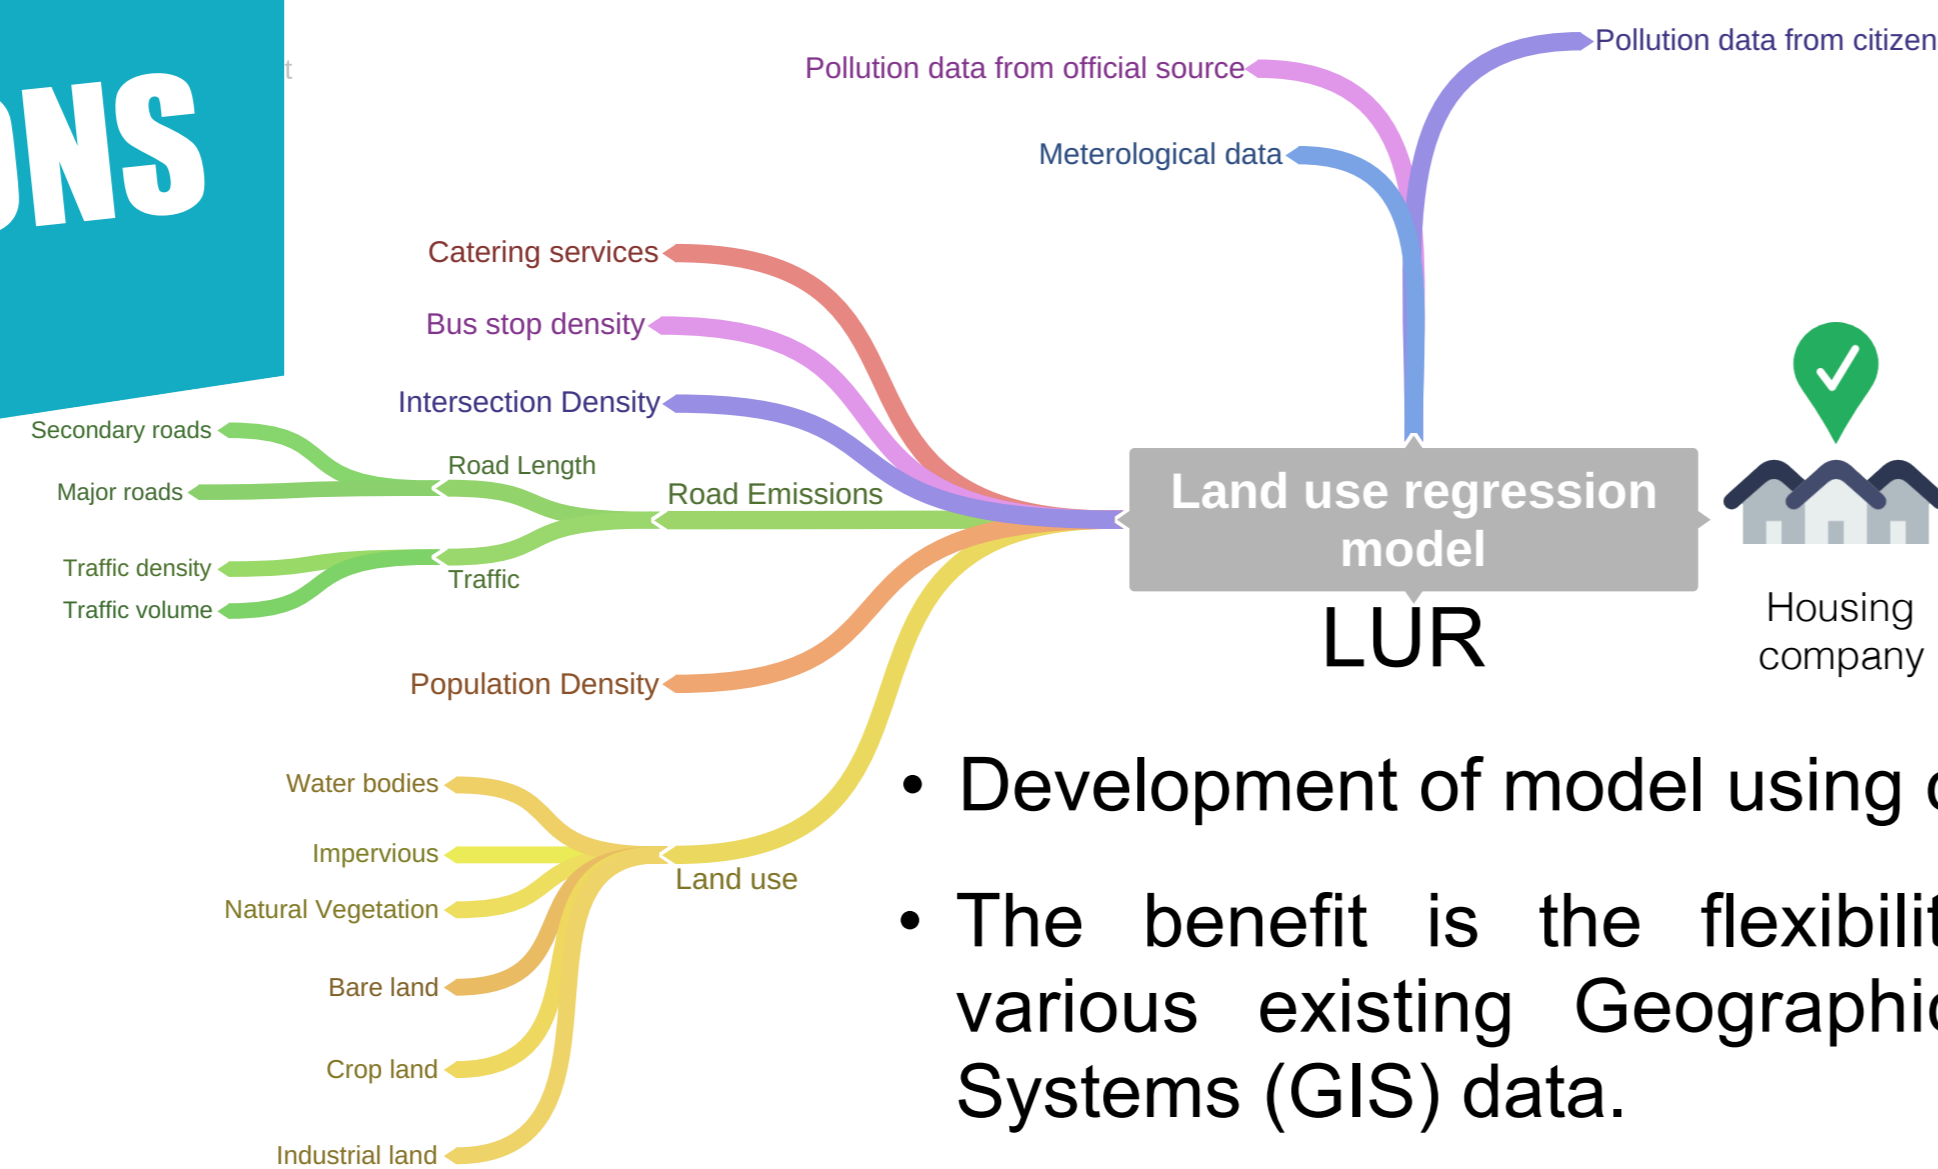 Pollution data from citizen
Pollution data from official source
Meterological data
Catering services
Bus stop density
Intersection Density
Secondary roads
Road Length
Major roads
Road Emissions
Traffic density
Traffic
Traffic volume
Population Density
Water bodies
Impervious
Land use
Natural Vegetation
Bare land
Crop land
Industrial land
Land use regression
model
LUR
Housing
company
• Development of model using
• The benefit is the
various existing
Systems (GIS) data.